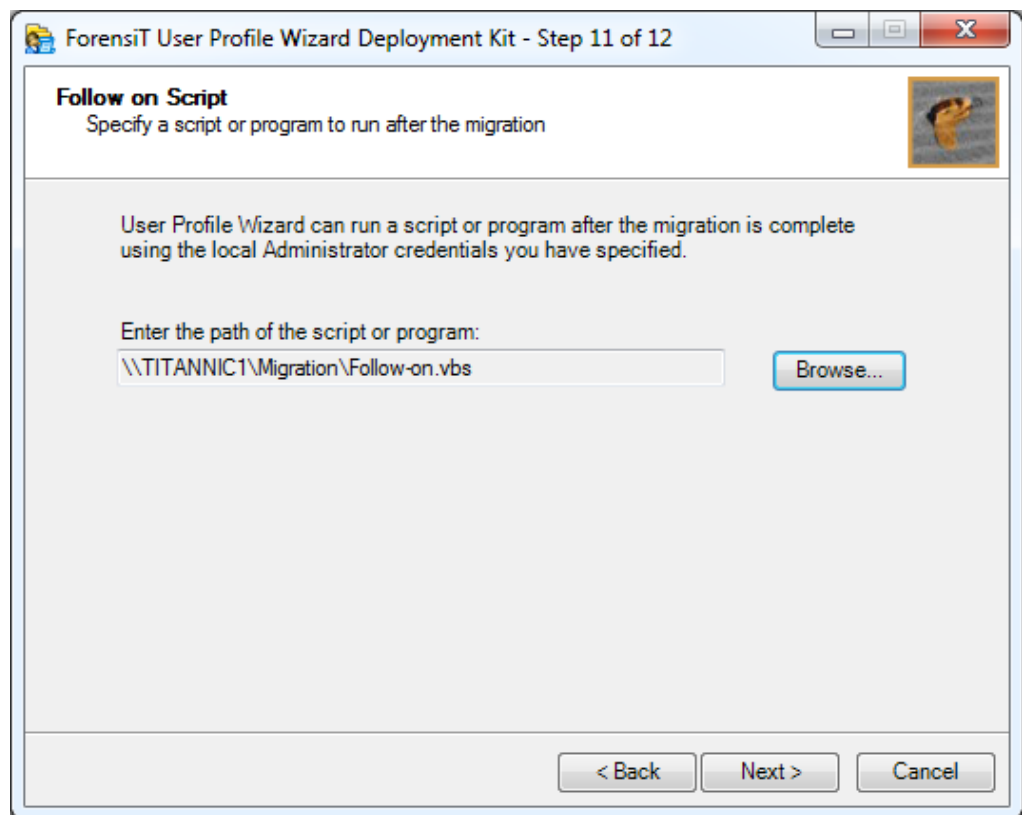 ForensiT User Profile Wizard Deployment Kit - Step 11 of 12
Follow on Script
Specify a script or program to run after the migration
User Profile Wizard can run a script or program after the migration is complete
using the local Administrator credentials you have specified.
Enter the path of the script or program:
\\TITANNIC1\Migration\Follow-on.vbs
Browse...
< Back
Next >
Cancel